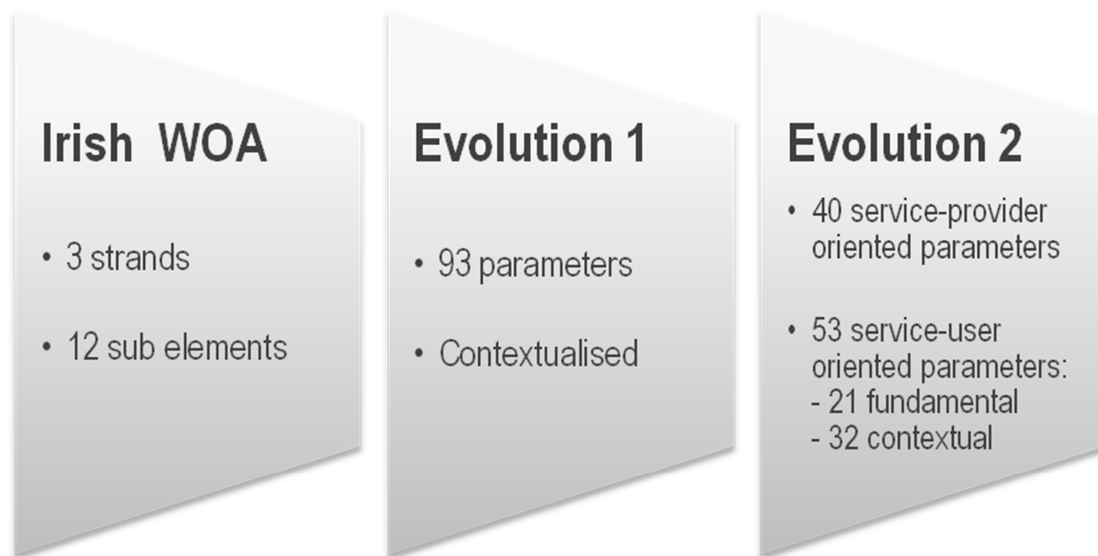 Irish WOA
• 3 strands
• 12 sub elements
Evolution 1
• 93 parameters
• Contextualised
Evolution 2
• 40 service-provider
oriented parameters
• 53 service-user
oriented parameters:
- 21 fundamental
- 32 contextual